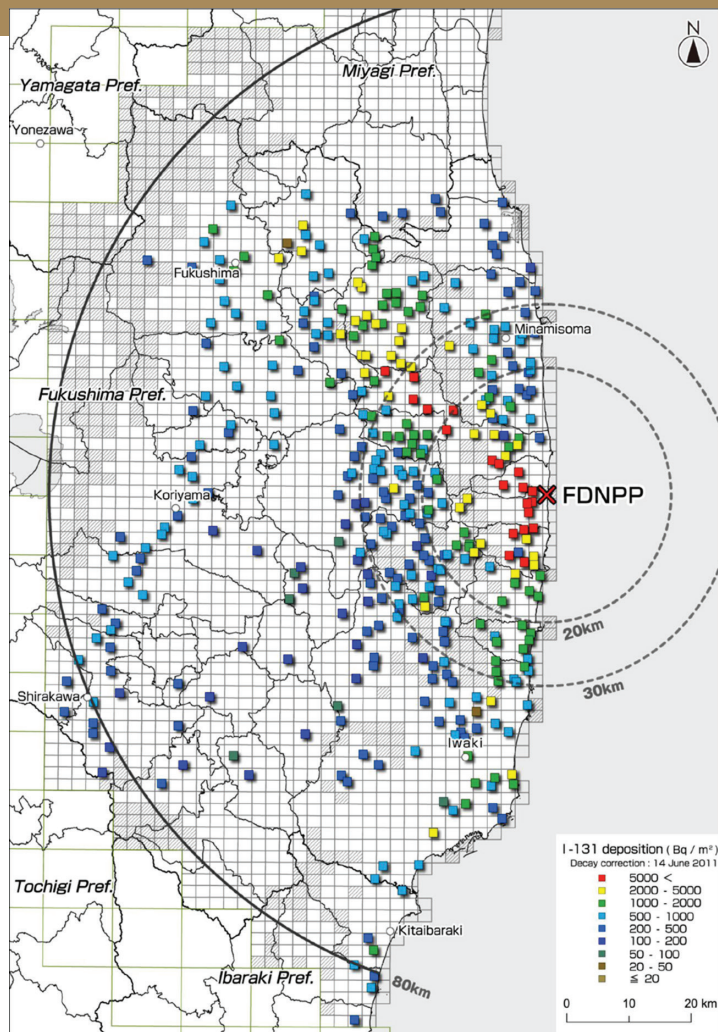 N
Miyagi Pref.
Yamagata Pref.
Yonezawa
Fukushima
Minamisoma
Fukushima Pref.
Koriyama
FDNPP
20km
30km
Shirakawa
Iwaki
I-131 deposition ( Bq / m²)
Decay correction : 14 June 2011
5000 <
2000 - 5000
1000 - 2000
500 - 1000
200 - 500
100 - 200
50 - 100
20 - 50
≦ 20
Tochigi Pref.
Kitaibaraki
Ibaraki Pref.
80km
0 10 20 km